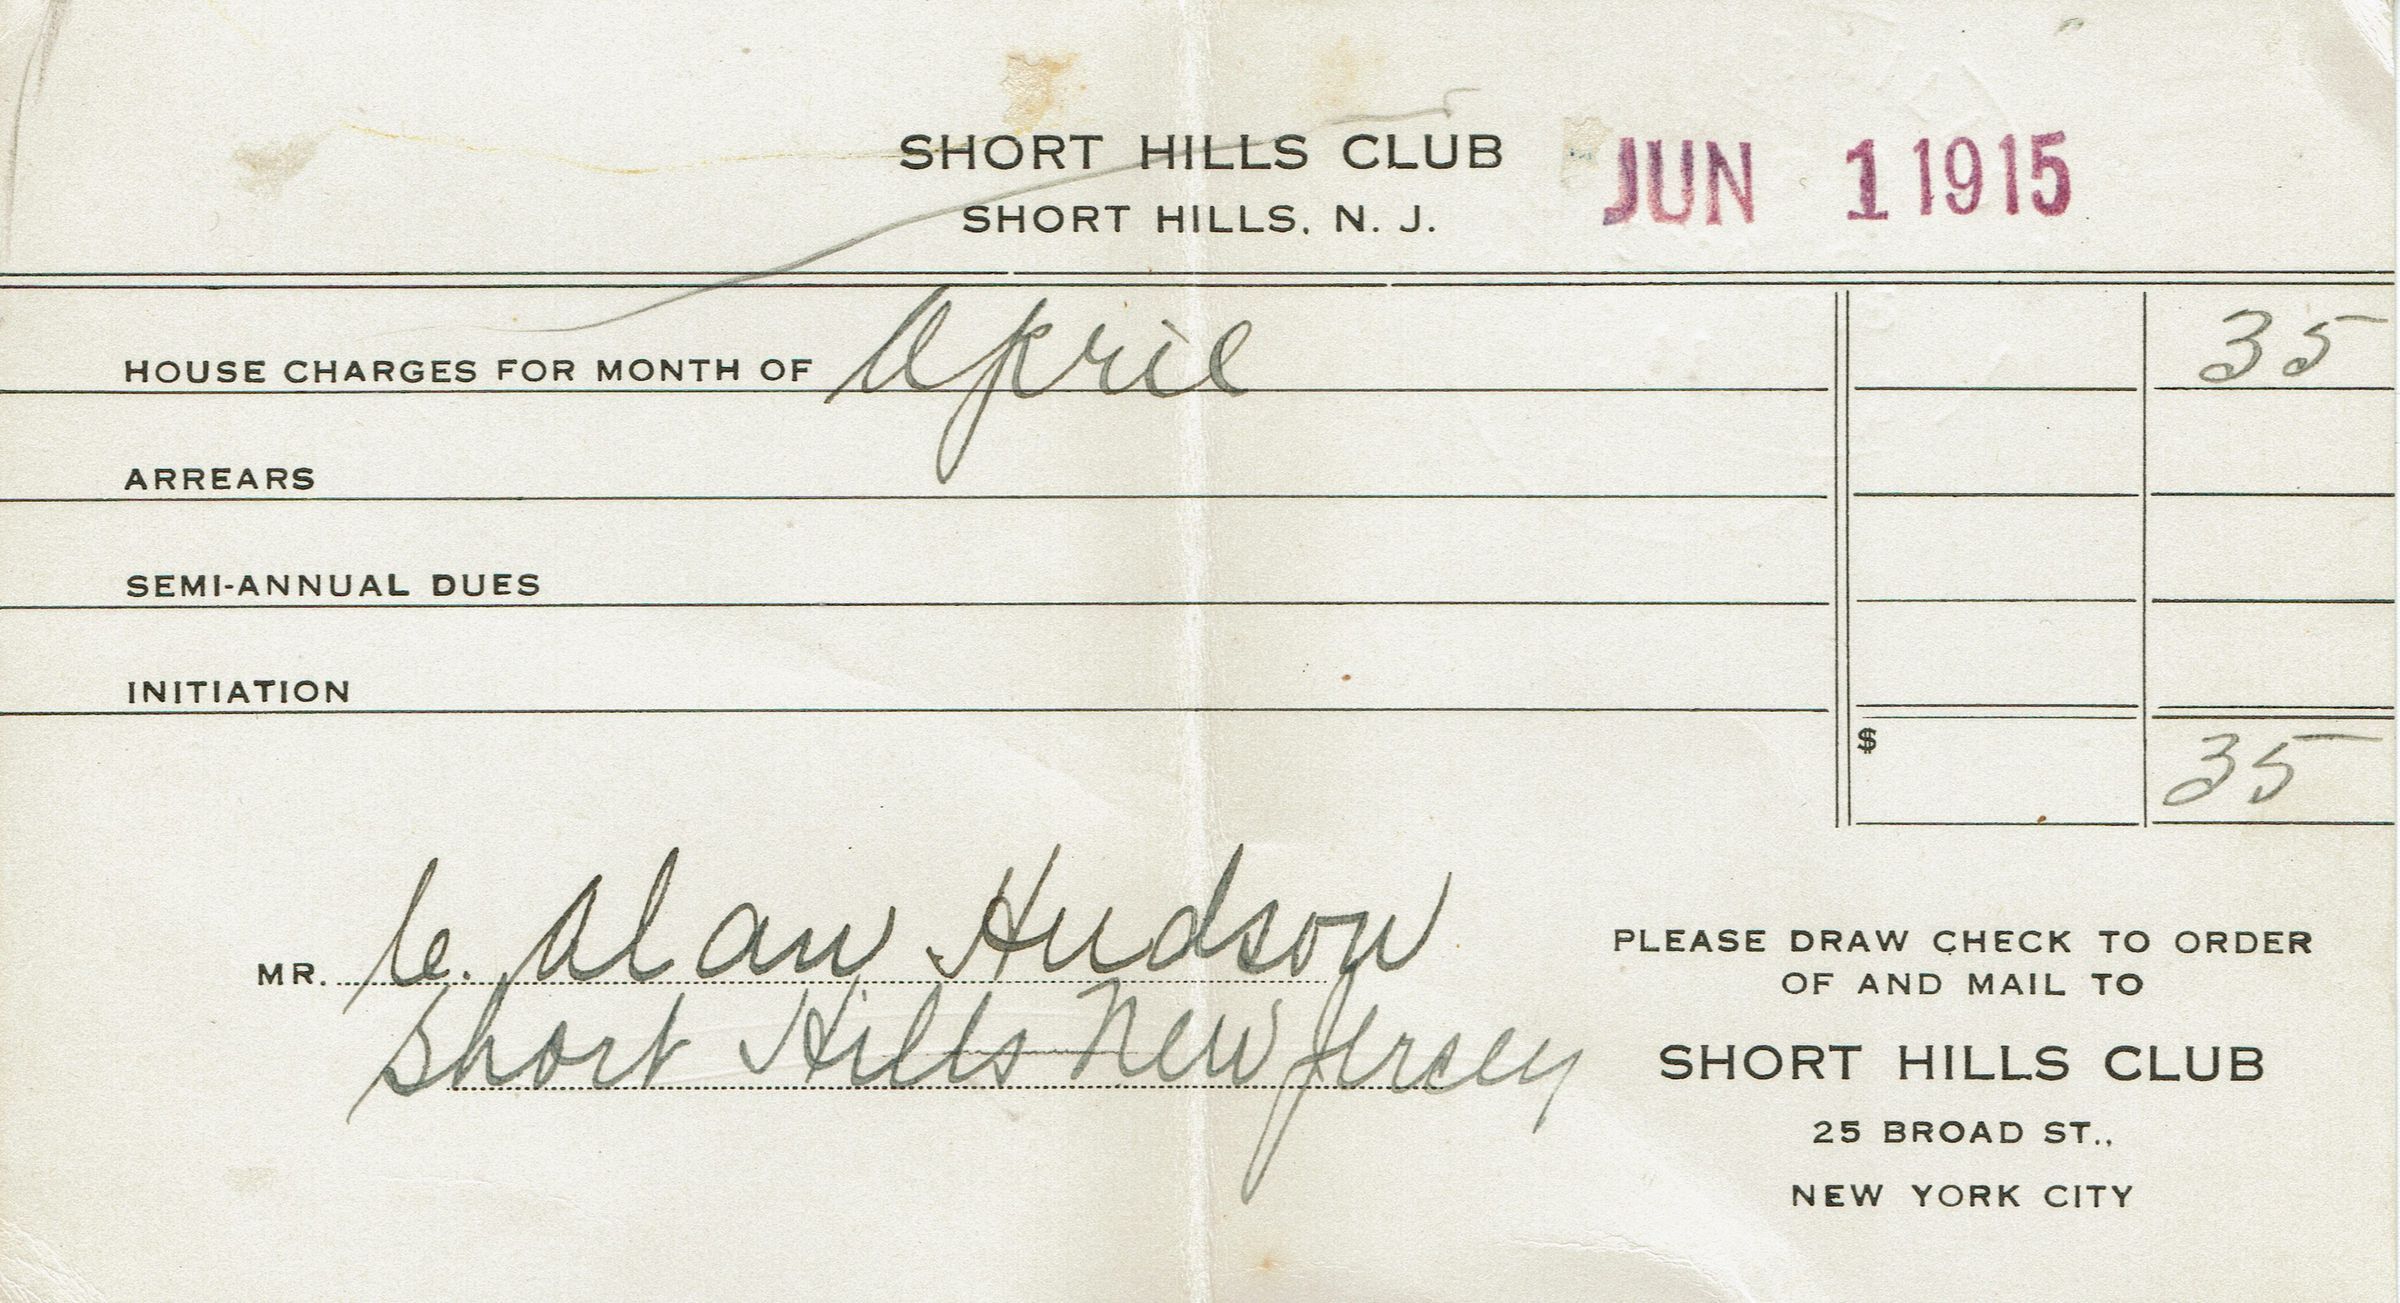 SHORT HILLS CLUB
SHORT HILLS, N. J.
JUN 1 1915
HOUSE CHARGES FOR MONTH OF April 35
ARREARS
SEMI-ANNUAL DUES
INITIATION
$ 35
MR. C. Alan Hudson
Short Hills New Jersey
PLEASE DRAW CHECK TO ORDER
OF AND MAIL TO
SHORT HILLS CLUB
25 BROAD ST.,
NEW YORK CITY